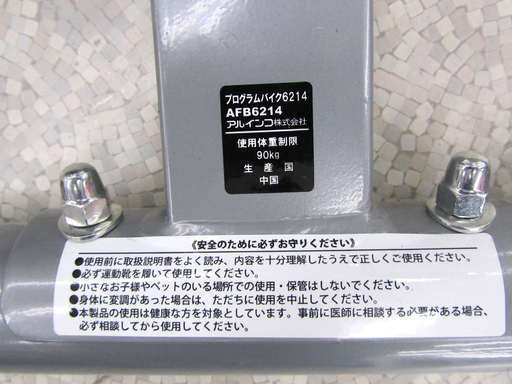 プログラムバイク6214
AFB6214
アルインコ株式会社
使用体重制限
90kg
生産国
中国
《安全のために必ずお守りください》
●使用前に取扱説明書をよく読み、内容を十分理解したうえで正しくご使用ください。
●必ず運動靴を履いて使用してください。
●小さなお子様やペットのいる場所での使用・保管はしないでください。
●身体に変調があった場合は、ただちに使用を中止してください。
●本製品の使用は健康な方を対象としています。事前に医師に相談する必要がある場合、
必ず相談してから使用してください。